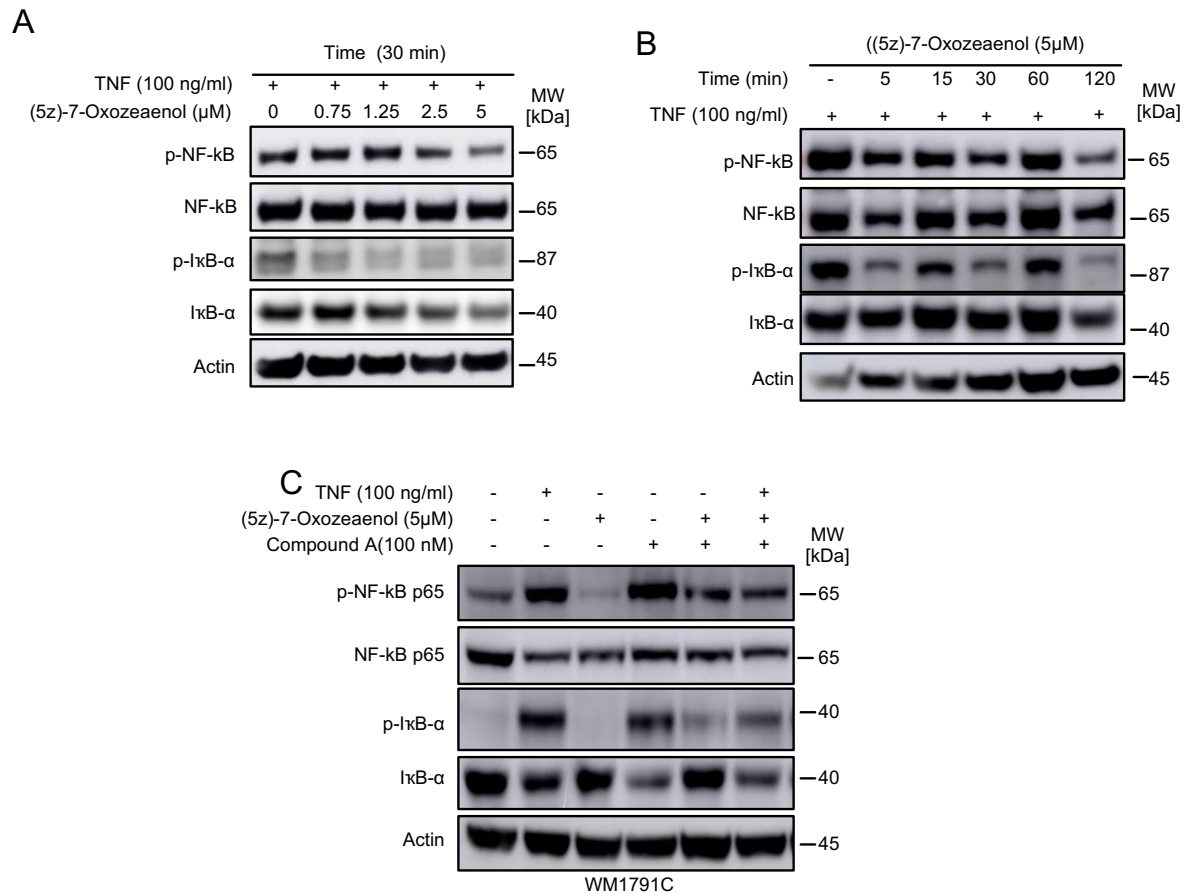 A
Time (30 min)
TNF (100 ng/ml) + + + + +
(5z)-7-Oxozeaenol (µM) 0 0.75 1.25 2.5 5
MW
[kDa]
p-NF-kB 65
NF-kB 65
p-IκB-α 87
IκB-α 40
Actin 45
B
((5z)-7-Oxozeaenol (5µM)
Time (min) - 5 15 30 60 120
TNF (100 ng/ml) + + + + + +
MW
[kDa]
p-NF-kB 65
NF-kB 65
p-IκB-α 87
IκB-α 40
Actin 45
C
TNF (100 ng/ml) - + - - - +
(5z)-7-Oxozeaenol (5µM) - - + - + +
Compound A(100 nM) - - - + + +
MW
[kDa]
p-NF-kB p65 65
NF-kB p65 65
p-IκB-α 40
IκB-α 40
Actin 45
WM1791C